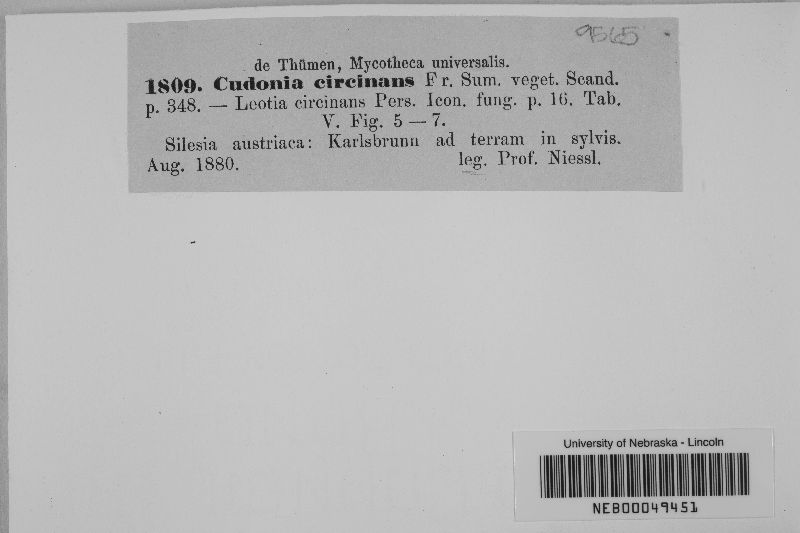 9565
de Thümen, Mycotheca universalis.
1809. Cudonia circinans Fr. Sum. veget. Scand.
p. 348. — Leotia circinans Pers. Icon. fung. p. 16. Tab.
V. Fig. 5 — 7.
Silesia austriaca: Karlsbrunn ad terram in sylvis.
Aug. 1880. leg. Prof. Niessl.
University of Nebraska - Lincoln
NEB00049451